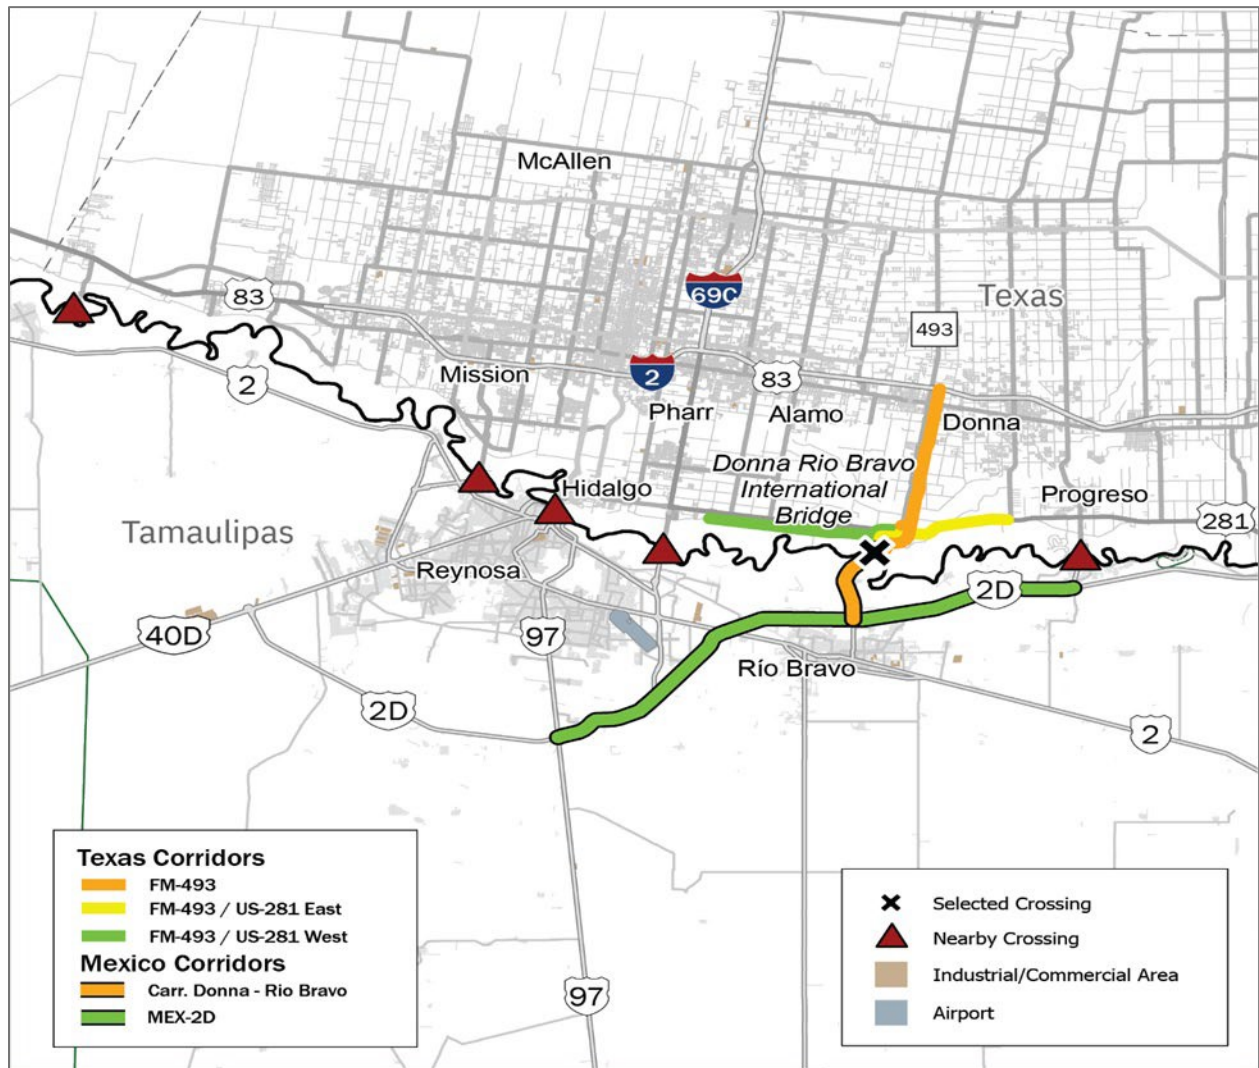 McAllen
69C
Texas
83
493
2
Mission
2
83
Pharr
Alamo
Donna
Donna Rio Bravo
International
Bridge
Hidalgo
Progreso
281
Tamaulipas
Reynosa
2D
40D
97
Río Bravo
2D
2
97
Texas Corridors
FM-493
FM-493 / US-281 East
FM-493 / US-281 West
Mexico Corridors
Carr. Donna - Rio Bravo
MEX-2D
Selected Crossing
Nearby Crossing
Industrial/Commercial Area
Airport